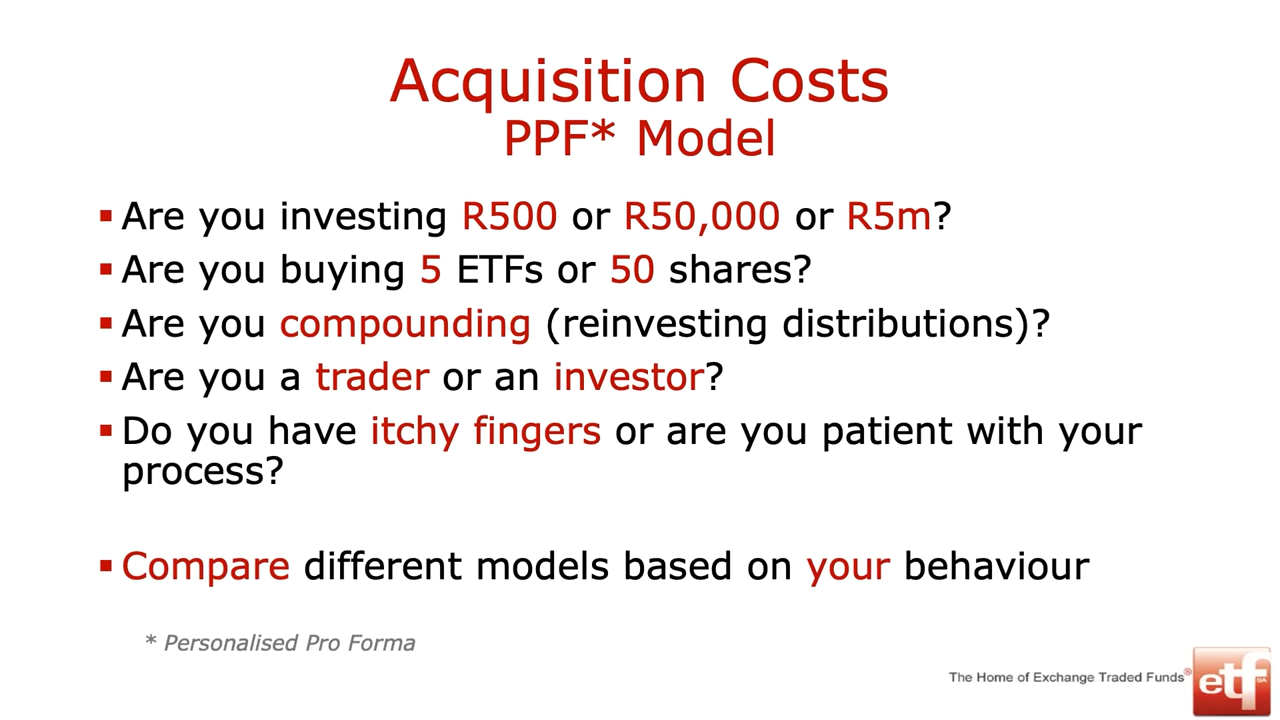 Acquisition Costs
PPF* Model
▪ Are you investing R500 or R50,000 or R5m?
▪ Are you buying 5 ETFs or 50 shares?
▪ Are you compounding (reinvesting distributions)?
▪ Are you a trader or an investor?
▪ Do you have itchy fingers or are you patient with your
process?
▪ Compare different models based on your behaviour
* Personalised Pro Forma
The Home of Exchange Traded Funds®
etf
SA